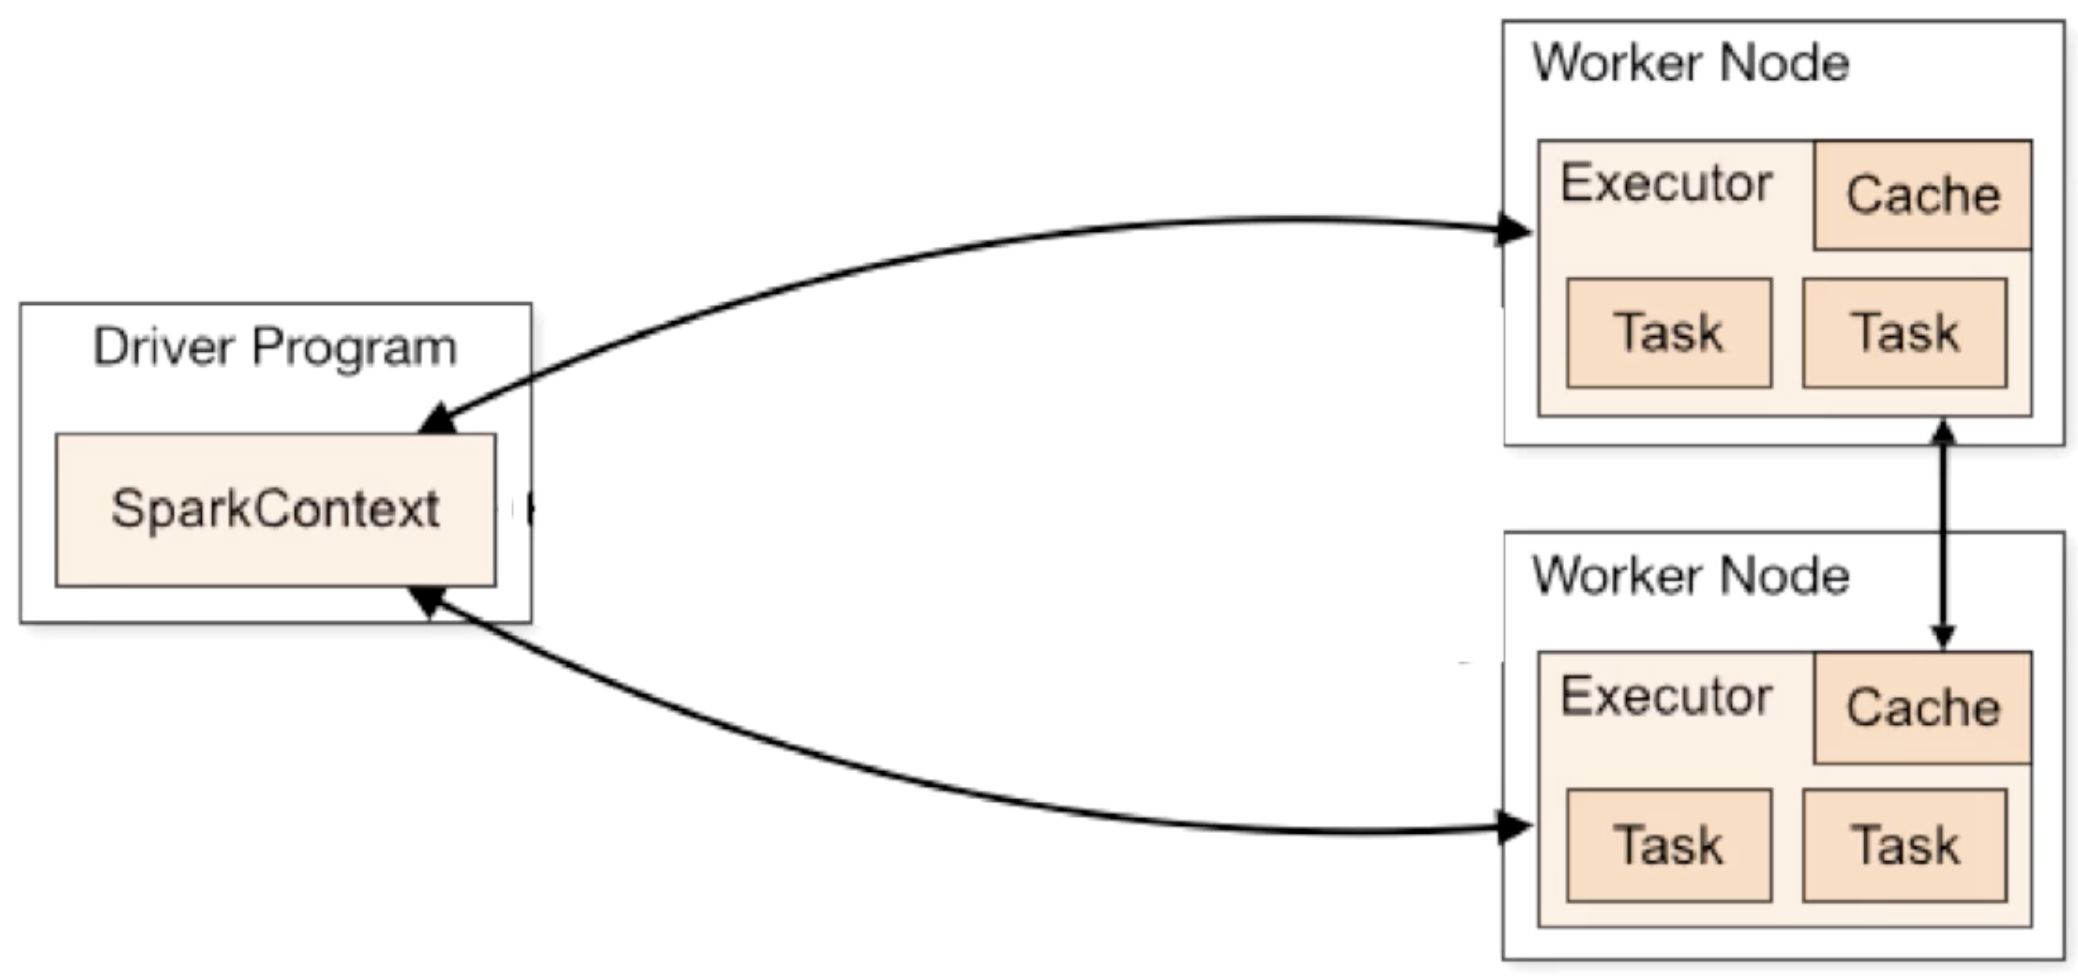 Driver Program
SparkContext
Worker Node
Executor
Cache
Task
Task
Worker Node
Executor
Cache
Task
Task